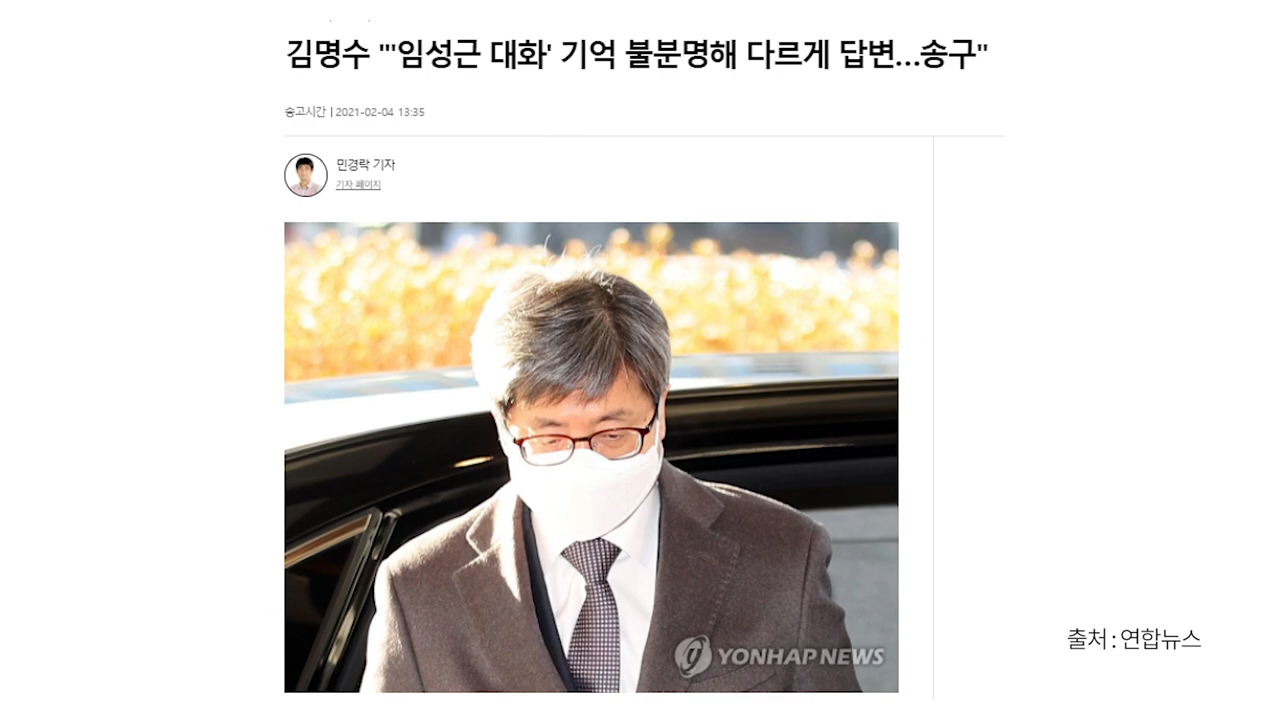 김명수 "'임성근 대화' 기억 불분명해 다르게 답변…송구"
송고시간 | 2021-02-04 13:35
민경락 기자
기자 페이지
YONHAP NEWS
출처 : 연합뉴스